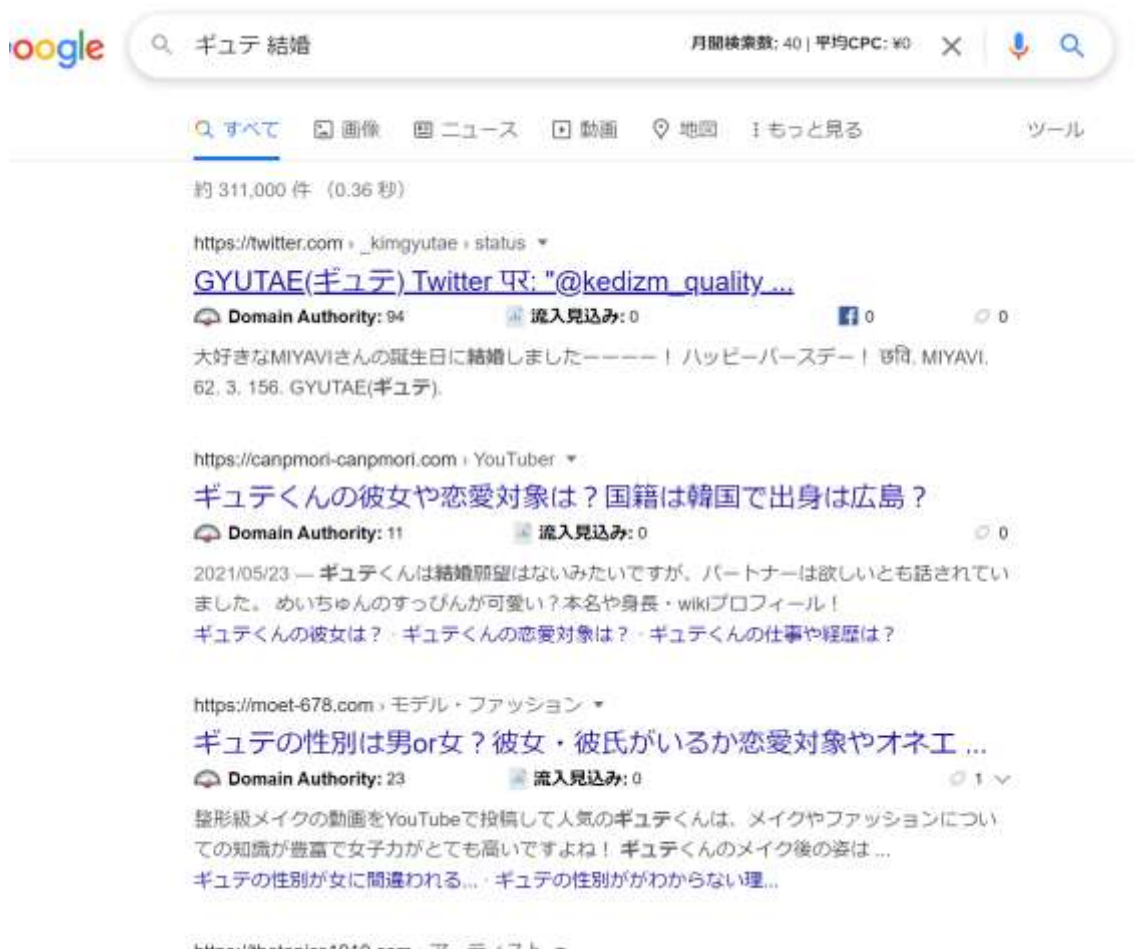 oogle
ギュテ 結婚
月間検索数: 40 | 平均CPC: ¥0
すべて 画像 ニュース 動画 地図 もっと見る ツール
約 311,000 件 (0.36 秒)
https://twitter.com › _kimgyutae › status
GYUTAE(ギュテ) Twitter पर: "@kedizm_quality ...
Domain Authority: 94 流入見込み: 0 0 0
大好きなMIYAVIさんの誕生日に結婚しましたーーーー! ハッピーバースデー! छवि. MIYAVI.
62. 3. 156. GYUTAE(ギュテ).
https://canpmori-canpmori.com › YouTuber
ギュテくんの彼女や恋愛対象は?国籍は韓国で出身は広島?
Domain Authority: 11 流入見込み: 0 0
2021/05/23 — ギュテくんは結婚願望はないみたいですが、パートナーは欲しいとも話されてい
ました。 めいちゅんのすっぴんが可愛い?本名や身長・wikiプロフィール!
ギュテくんの彼女は? · ギュテくんの恋愛対象は? · ギュテくんの仕事や経歴は?
https://moet-678.com › モデル・ファッション
ギュテの性別は男or女?彼女・彼氏がいるか恋愛対象やオネエ ...
Domain Authority: 23 流入見込み: 0 1
整形級メイクの動画をYouTubeで投稿して人気のギュテくんは、メイクやファッションについ
ての知識が豊富で女子力がとても高いですよね! ギュテくんのメイク後の姿は ...
ギュテの性別が女に間違われる... · ギュテの性別ががわからない理...